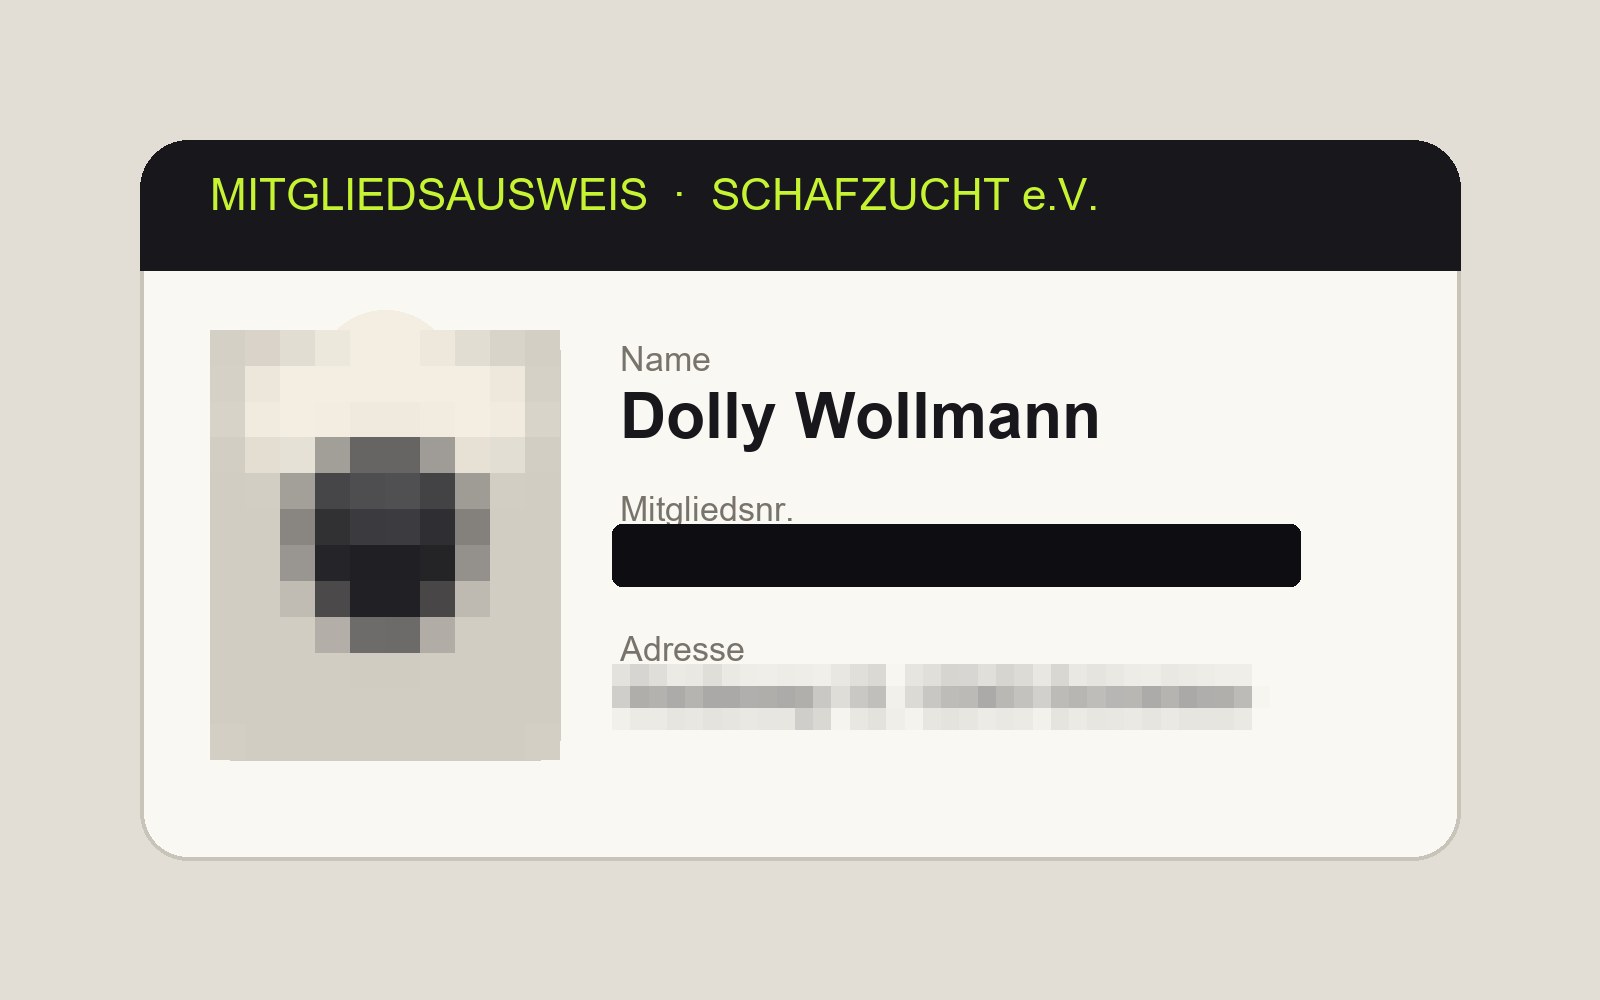 MITGLIEDSAUSWEIS · SCHAFZUCHT e.V.
Name
Dolly Wollmann
Mitgliedsnr.
Adresse